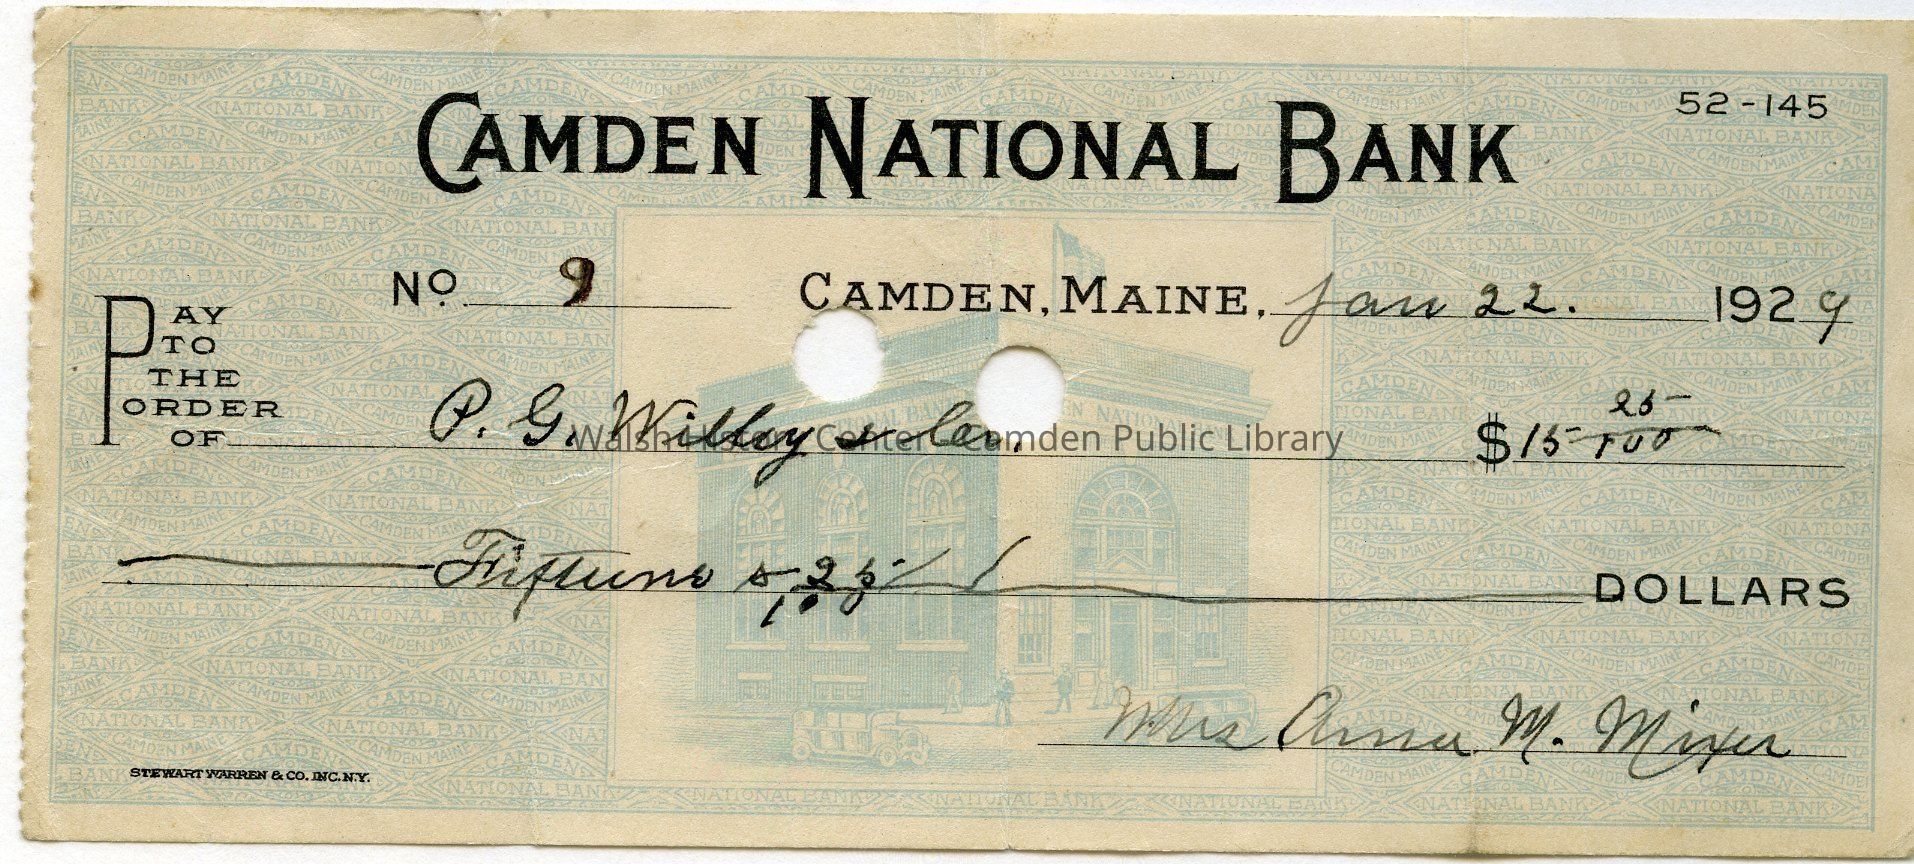 CAMDEN NATIONAL BANK
52-145
No. 9 CAMDEN, MAINE, Jan 22. 1929
PAY TO THE ORDER OF P. G. Willey & Co. $15 25/100
Walsh History Center - Camden Public Library
Fifteen & 25/100 DOLLARS
Mrs Anna M. Mixer
STEWART WARREN & CO. INC. N.Y.